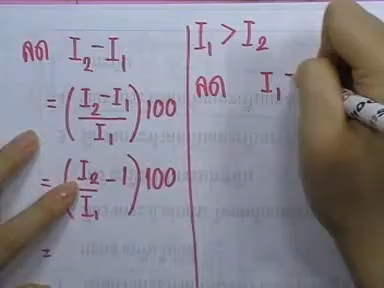 ลด I₂-I₁
= (I₂-I₁/I₁)100
= (I₂/I₁ -1)100
=
I₁ > I₂
ลด I₁-